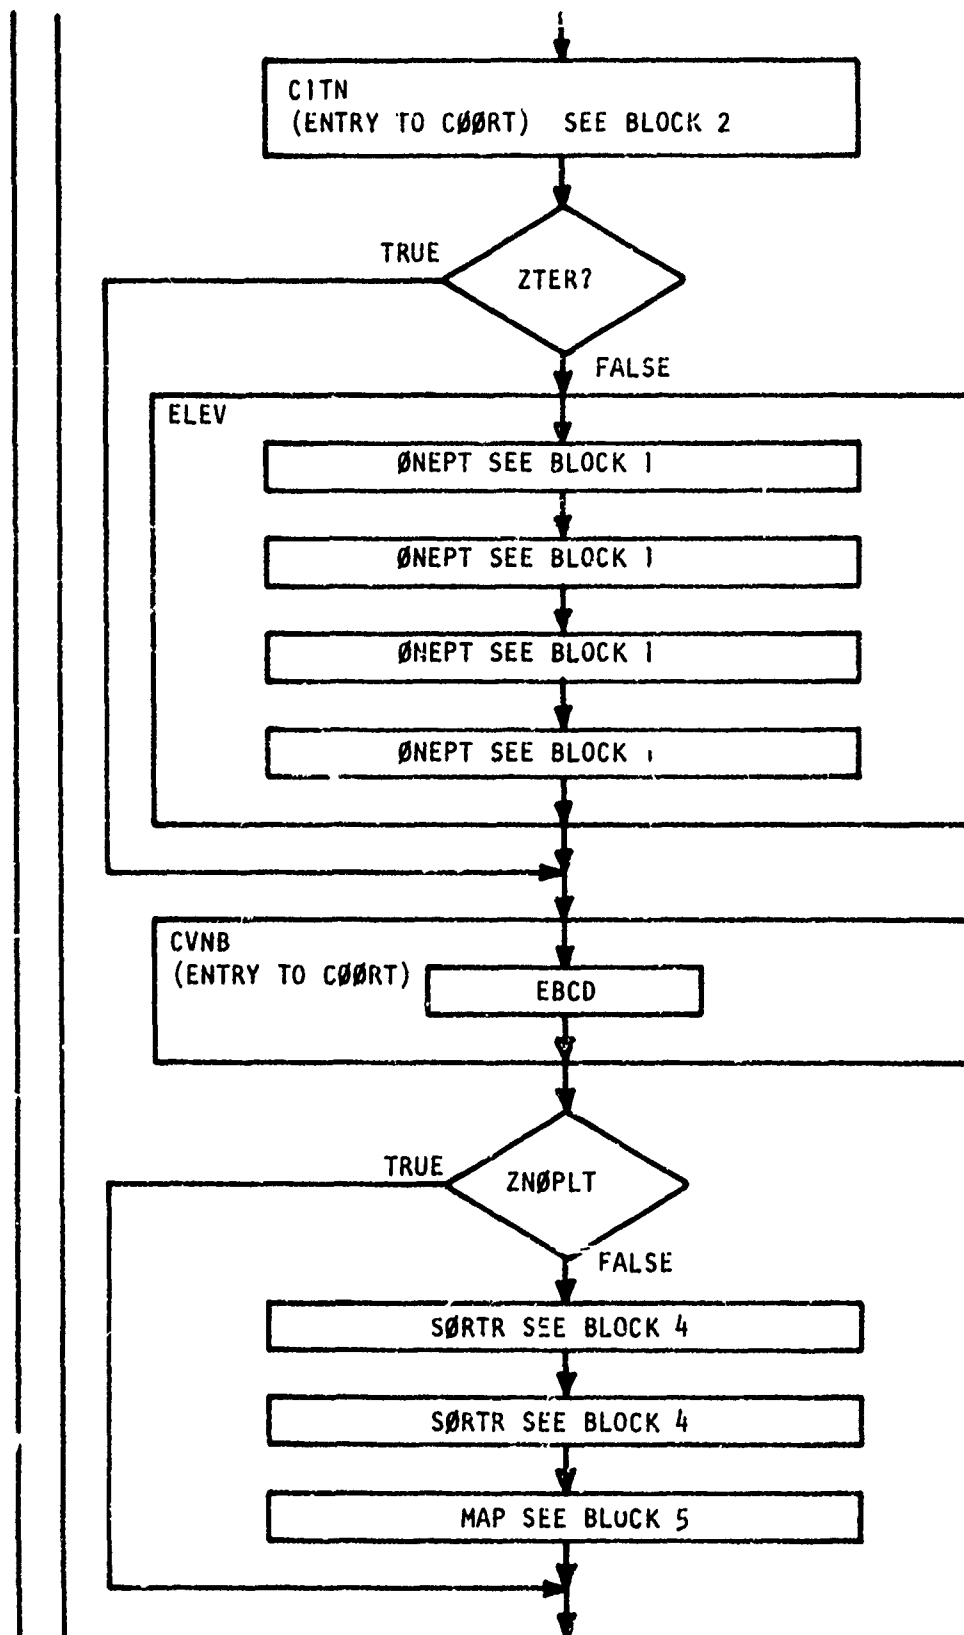 C1TN
(ENTRY TO CØØRT) SEE BLOCK 2
TRUE
ZTER?
FALSE
ELEV
ØNEPT SEE BLOCK 1
ØNEPT SEE BLOCK 1
ØNEPT SEE BLOCK 1
ØNEPT SEE BLOCK
CVNB
(ENTRY TO CØØRT)
EBCD
TRUE
ZNØPLT
FALSE
SØRTR SEE BLOCK 4
SØRTR SEE BLOCK 4
MAP SEE BLOCK 5